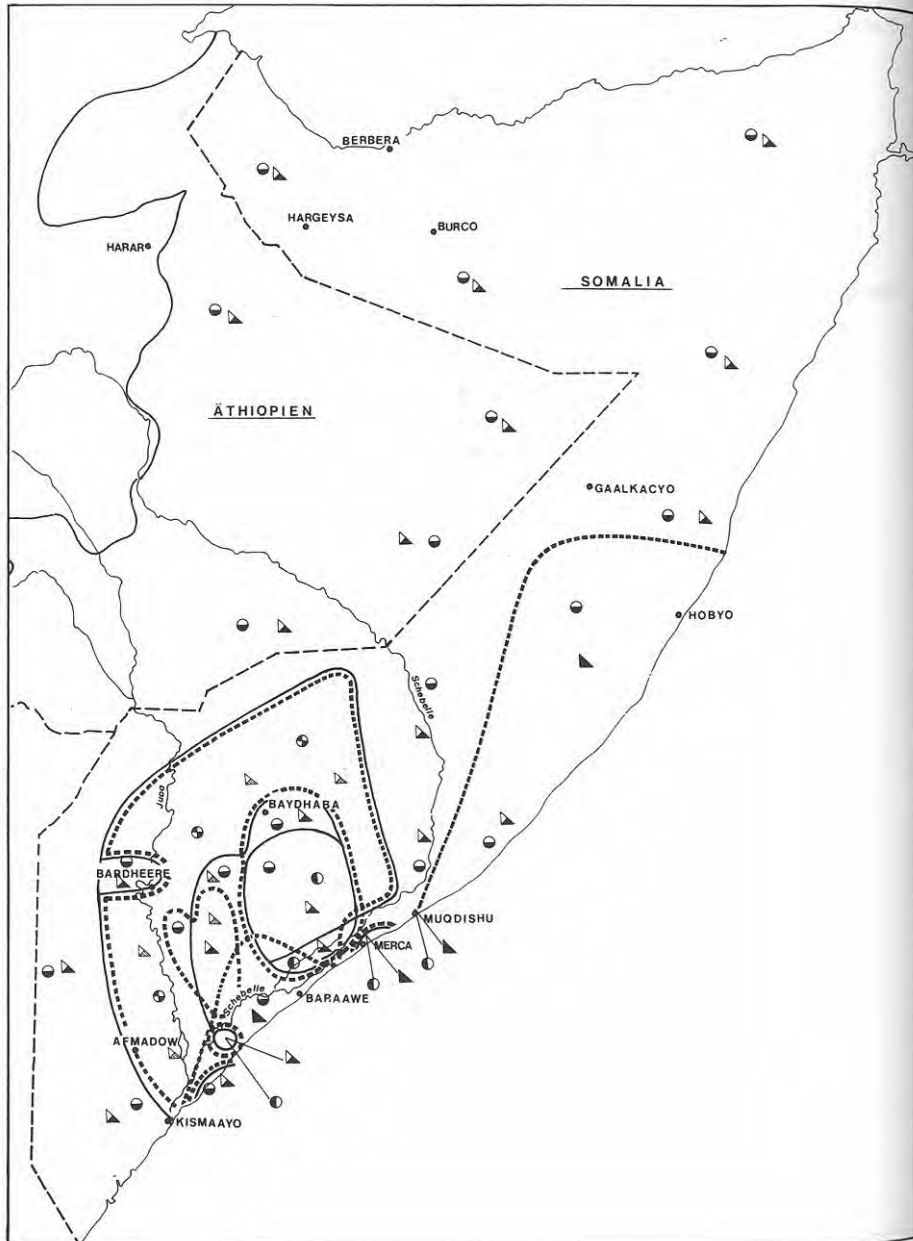 BERBERA
HARGEYSA
BURCO
HARAR
SOMALIA
ÄTHIOPIEN
GAALKACYO
HOBYO
Schebelle
Juba
BAYDHABA
BARDHEERE
MUQDISHU
MERCA
Schebelle
BARAAWE
AFMADOW
KISMAAYO